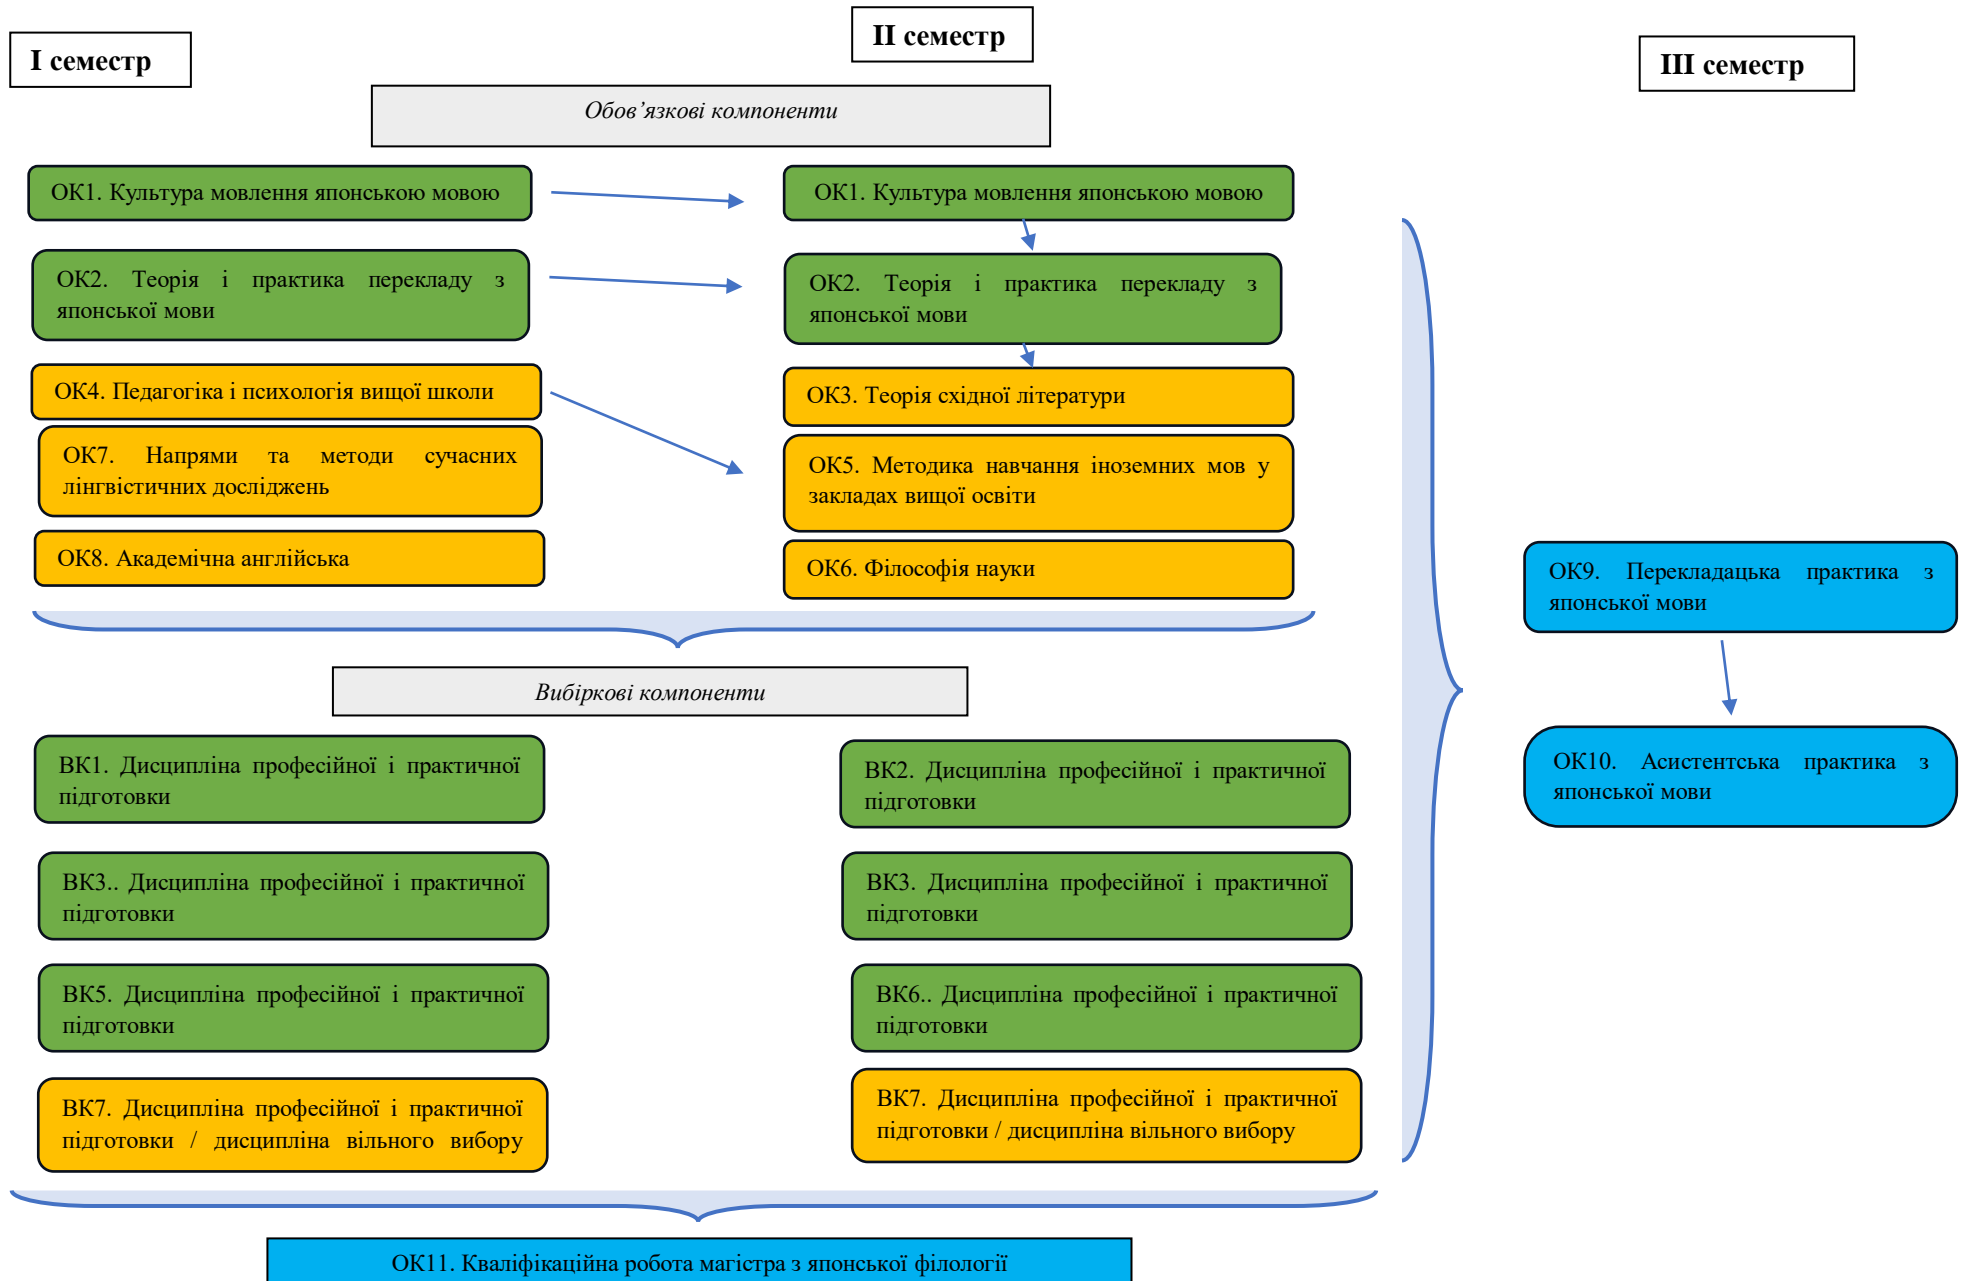 І семестр
ІІ семестр
ІІІ семестр
Обов’язкові компоненти
ОК1. Культура мовлення японською мовою
ОК1. Культура мовлення японською мовою
ОК2. Теорія і практика перекладу з
японської мови
ОК2. Теорія і практика перекладу з
японської мови
ОК4. Педагогіка і психологія вищої школи
ОК3. Теорія східної літератури
ОК7. Напрями та методи сучасних
лінгвістичних досліджень
ОК5. Методика навчання іноземних мов у
закладах вищої освіти
ОК8. Академічна англійська
ОК6. Філософія науки
ОК9. Перекладацька практика з
японської мови
Вибіркові компоненти
ВК1. Дисципліна професійної і практичної
підготовки
ВК2. Дисципліна професійної і практичної
підготовки
ОК10. Асистентська практика з
японської мови
ВК3.. Дисципліна професійної і практичної
підготовки
ВК3. Дисципліна професійної і практичної
підготовки
ВК5. Дисципліна професійної і практичної
підготовки
ВК6.. Дисципліна професійної і практичної
підготовки
ВК7. Дисципліна професійної і практичної
підготовки / дисципліна вільного вибору
ВК7. Дисципліна професійної і практичної
підготовки / дисципліна вільного вибору
ОК11. Кваліфікаційна робота магістра з японської філології